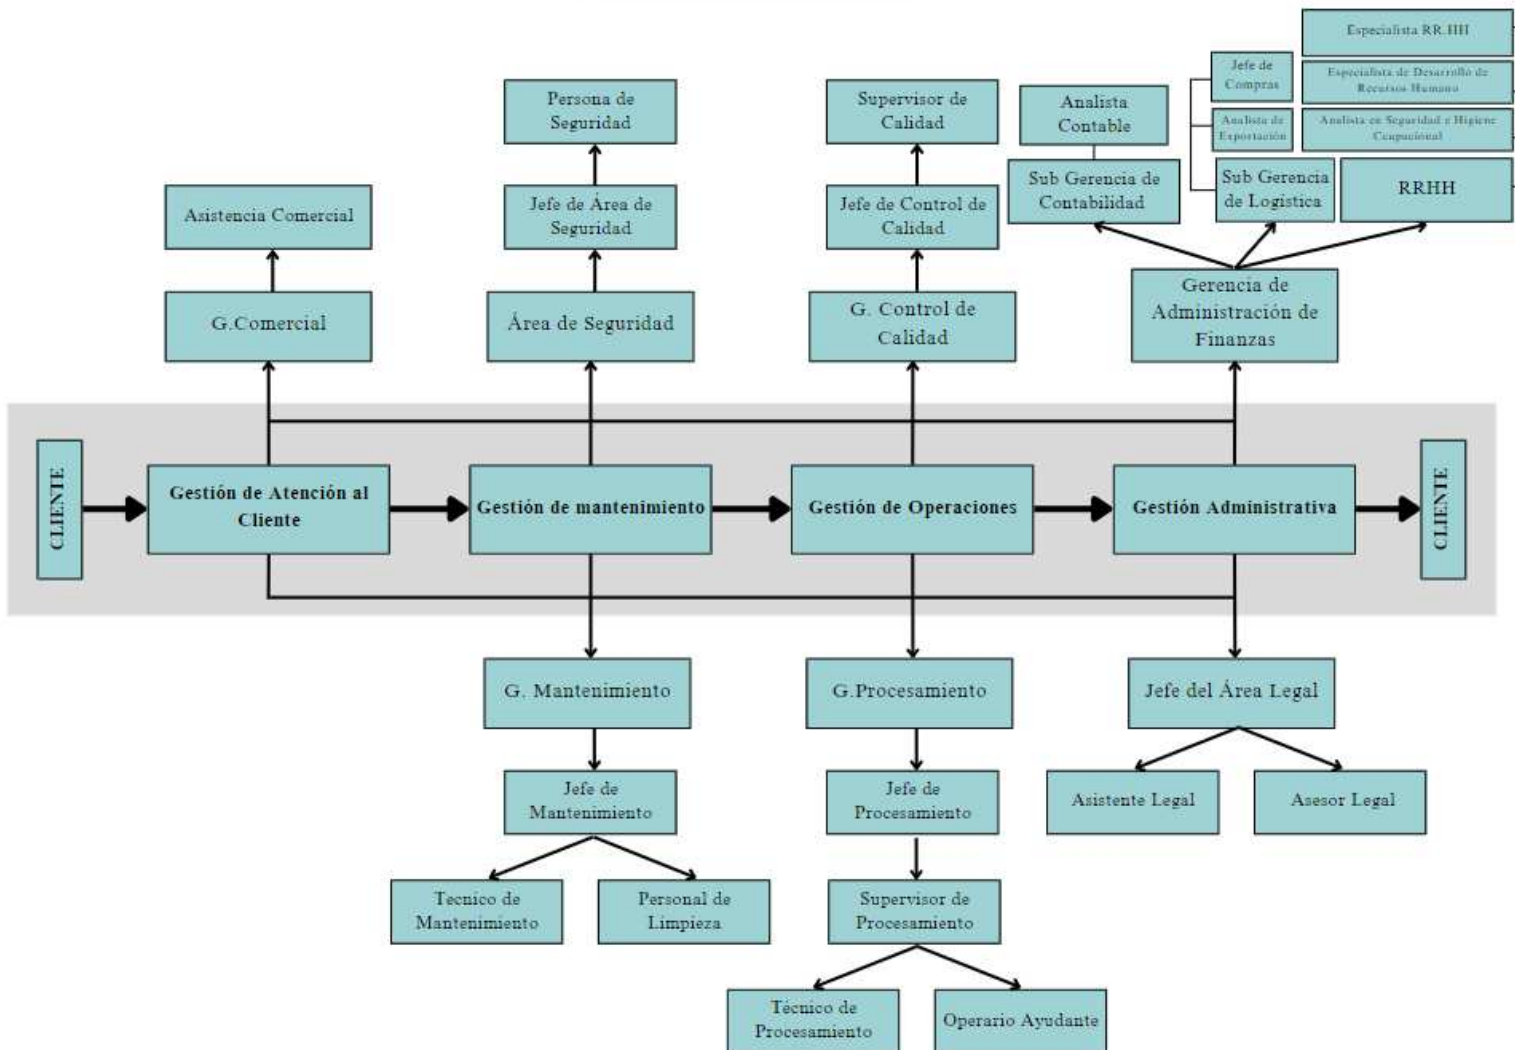 Especialista RR.HH
Jefe de
Compras
Especialista de Desarrollo de
Recursos Humano
Persona de
Seguridad
Supervisor de
Calidad
Analista
Contable
Analista de
Exportación
Analista en Seguridad e Higiene
Ocupacional
Asistencia Comercial
Jefe de Área de
Seguridad
Jefe de Control de
Calidad
Sub Gerencia de
Contabilidad
Sub Gerencia
de Logística
RRHH
G.Comercial
Área de Seguridad
G. Control de
Calidad
Gerencia de
Administración de
Finanzas
CLIENTE
Gestión de Atención al
Cliente
Gestión de mantenimiento
Gestión de Operaciones
Gestión Administrativa
CLIENTE
G. Mantenimiento
G.Procesamiento
Jefe del Área Legal
Jefe de
Mantenimiento
Jefe de
Procesamiento
Asistente Legal
Asesor Legal
Tecnico de
Mantenimiento
Personal de
Limpieza
Supervisor de
Procesamiento
Técnico de
Procesamiento
Operario Ayudante